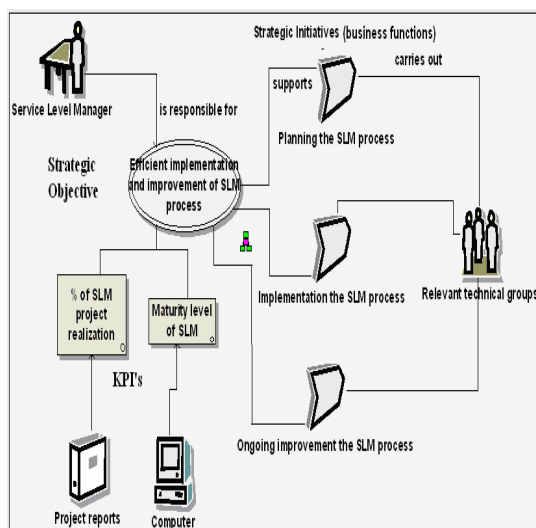 Strategic Initiatives (business functions)
carries out
supports
Service Level Manager
is responsible for
Planning the SLM process
Strategic
Objective
Efficient implementation
and improvement of SLM
process
Implementation the SLM process
Relevant technical groups
% of SLM
project
realization
Maturity level
of SLM
KPI's
Ongoing improvement the SLM process
Project reports
Computer